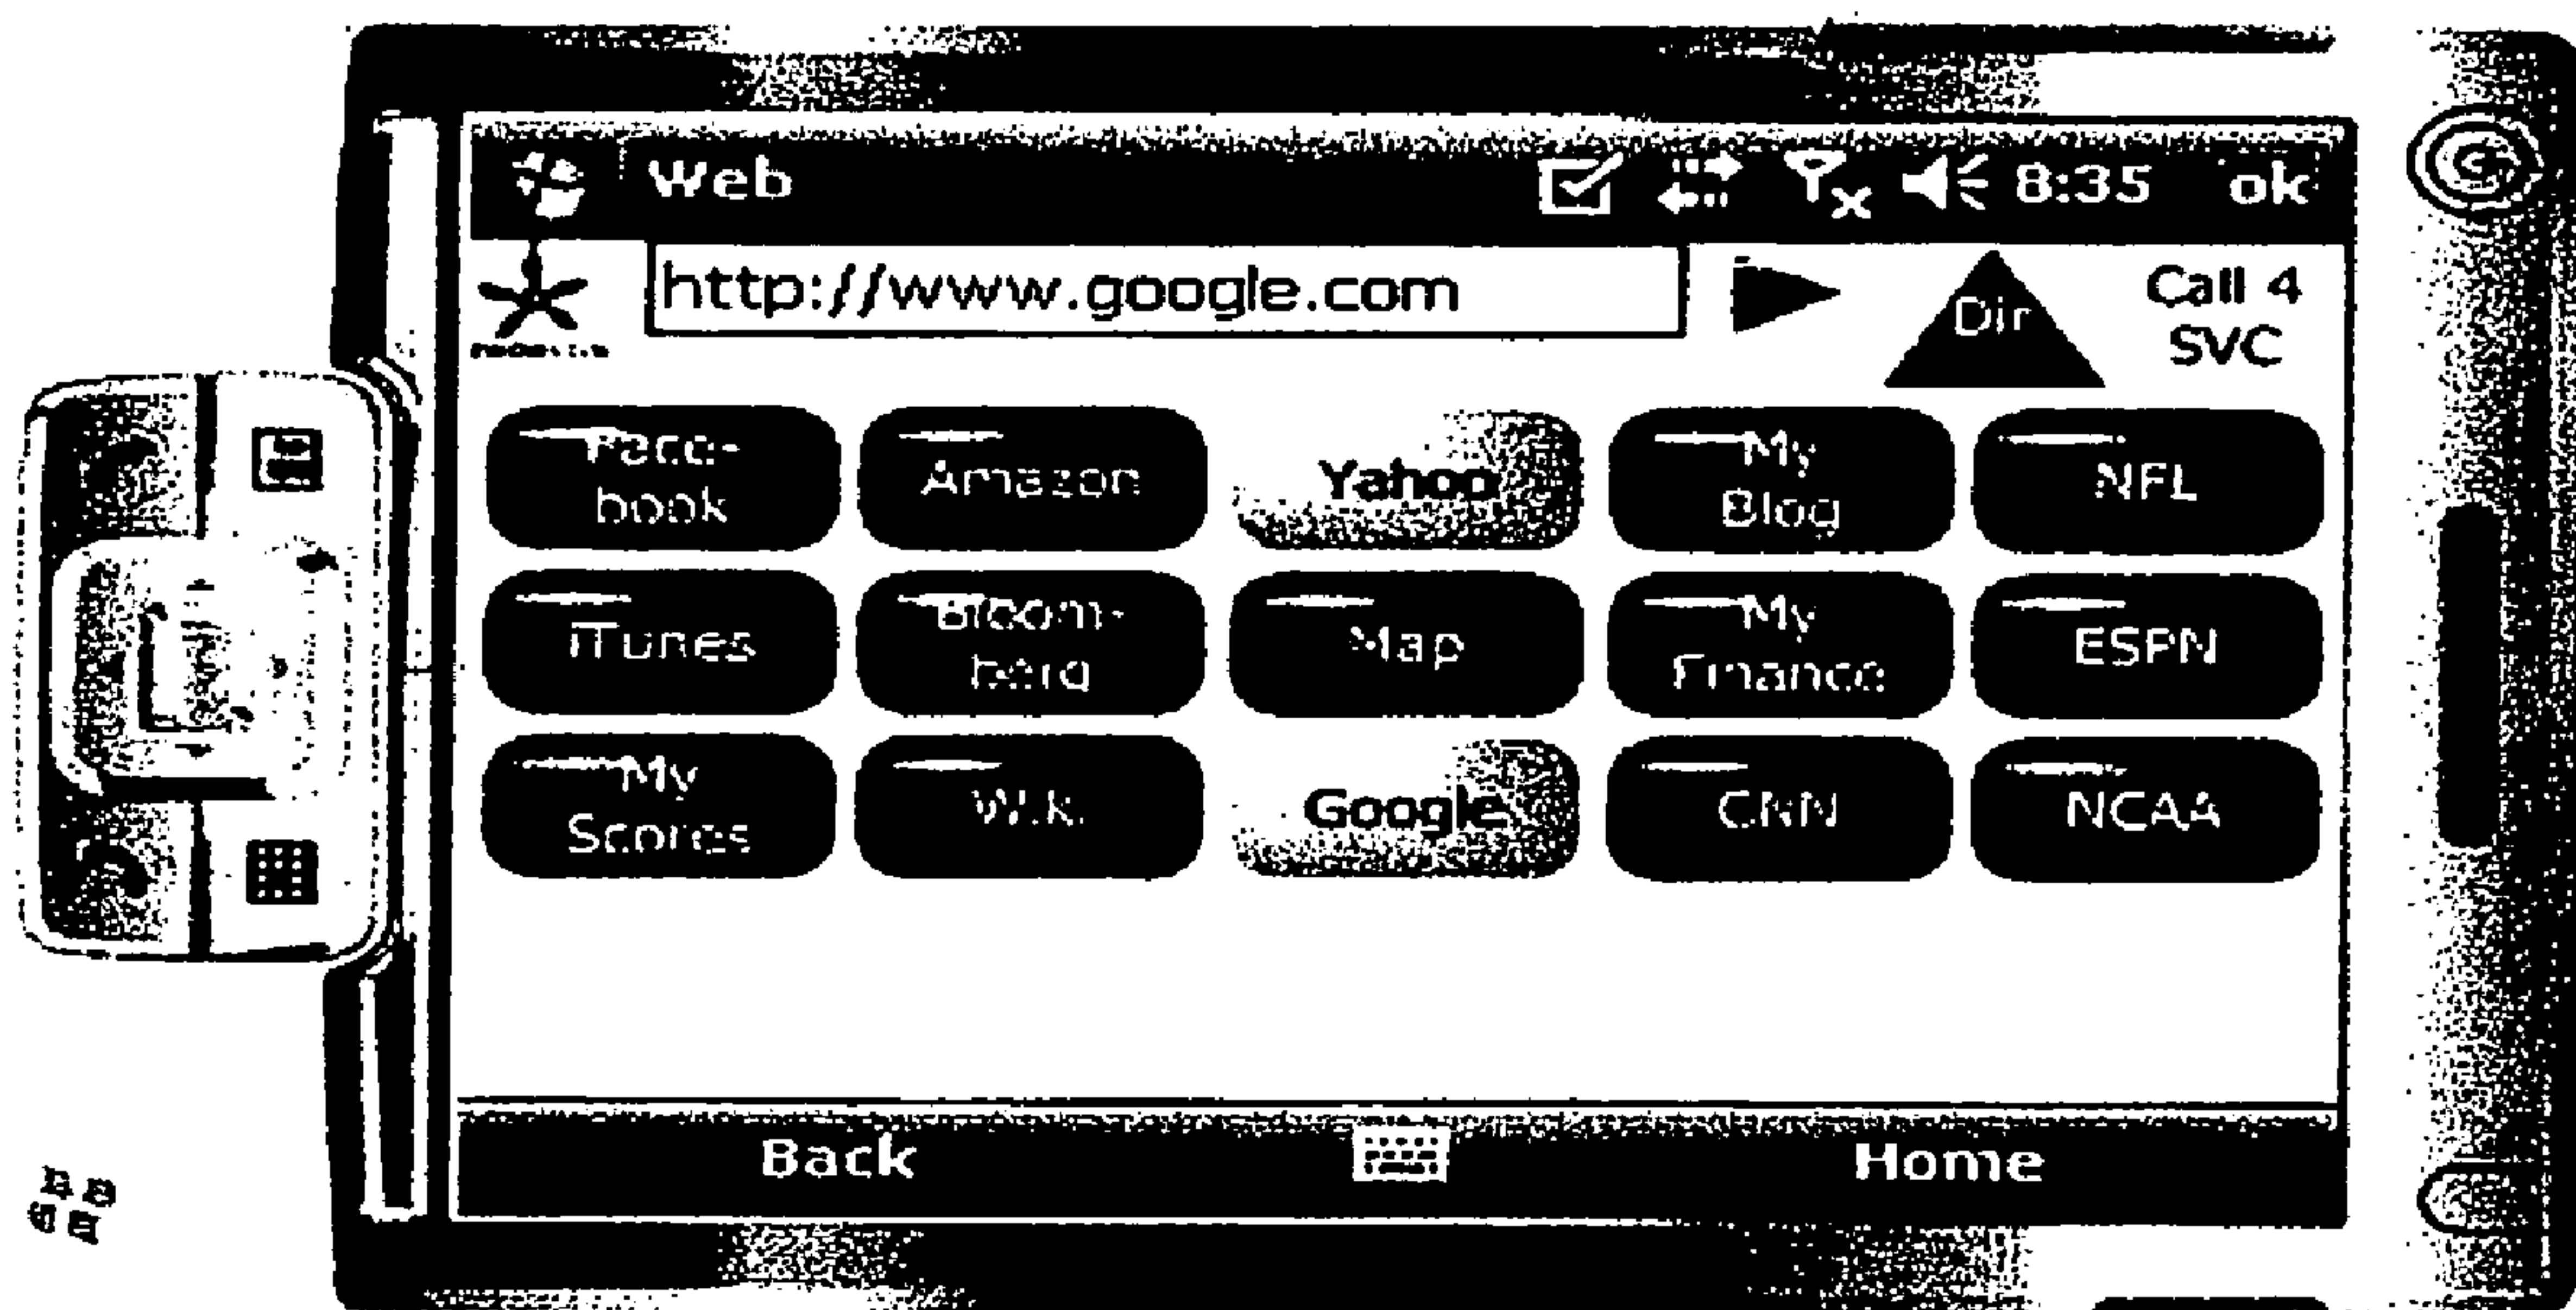 Web 8:35 ok
http://www.google.com Dir Call 4
SVC
Face-
book
Amazon
Yahoo
My
Blog
NFL
iTunes
Bloom-
berg
Map
My
Finance
ESPN
My
Scores
Wiki
Google
CNN
NCAA
Back Home